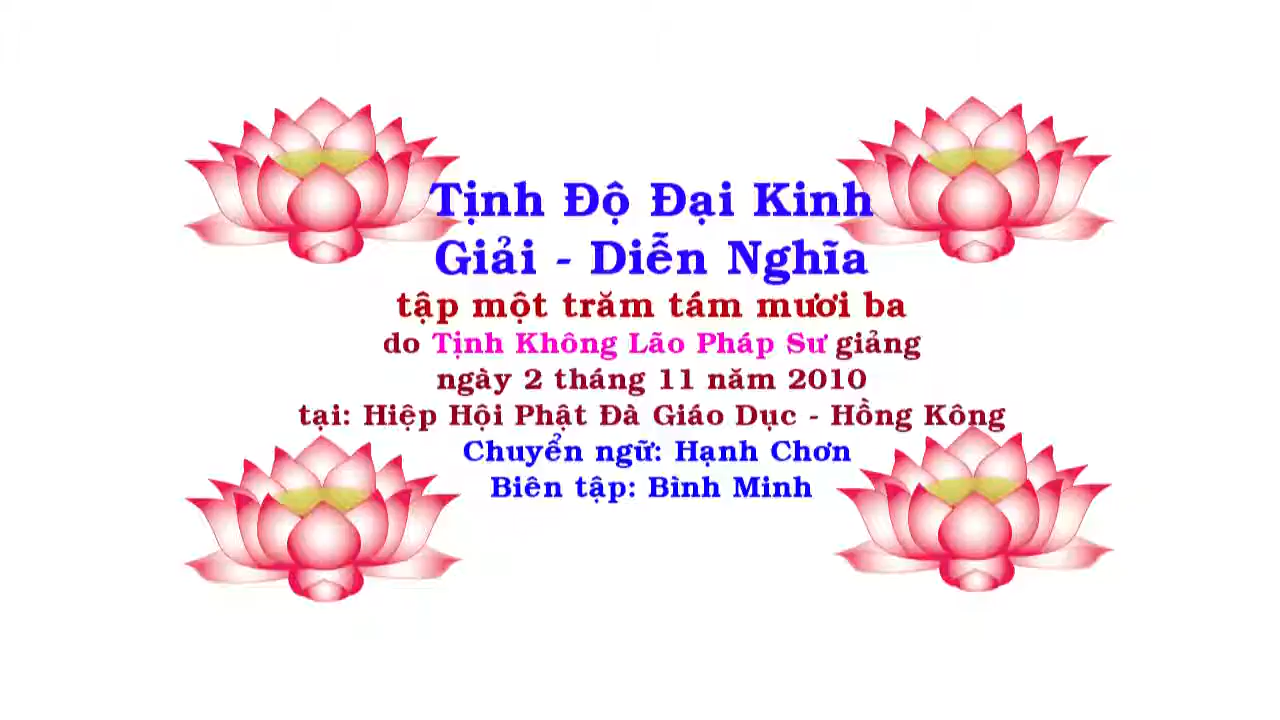 Tịnh Độ Đại Kinh
Giải - Diễn Nghĩa
tập một trăm tám mươi ba
do Tịnh Không Lão Pháp Sư giảng
ngày 2 tháng 11 năm 2010
tại: Hiệp Hội Phật Đà Giáo Dục - Hồng Kông
Chuyển ngữ: Hạnh Chơn
Biên tập: Bình Minh